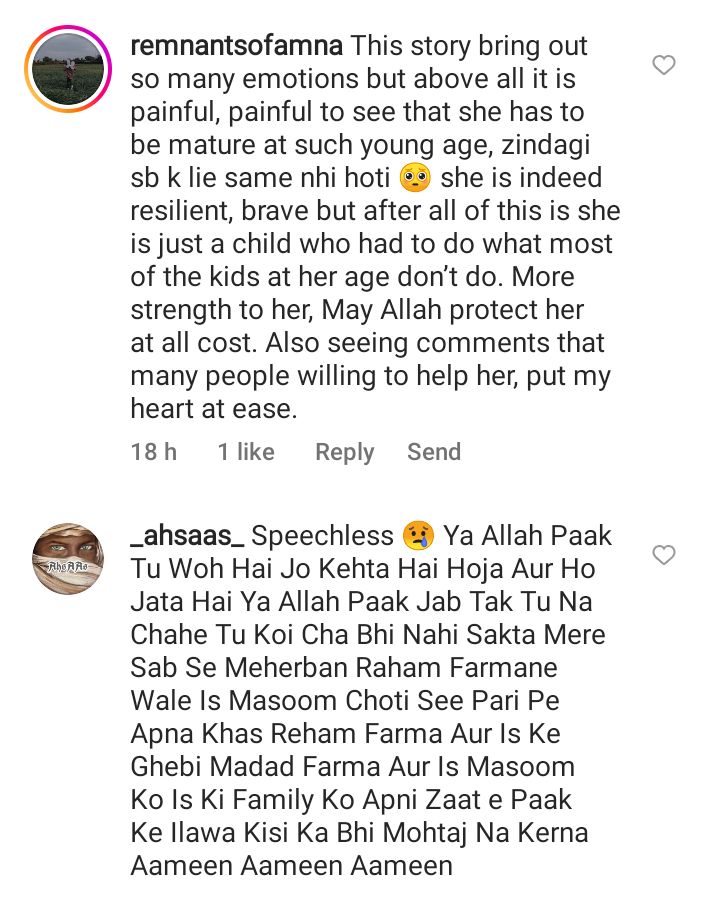 remnantsofamna This story bring out
so many emotions but above all it is
painful, painful to see that she has to
be mature at such young age, zindagi
sb k lie same nhi hoti 🥺 she is indeed
resilient, brave but after all of this is she
is just a child who had to do what most
of the kids at her age don’t do. More
strength to her, May Allah protect her
at all cost. Also seeing comments that
many people willing to help her, put my
heart at ease.
18 h 1 like Reply Send
AhsAAs
_ahsaas_ Speechless 😢 Ya Allah Paak
Tu Woh Hai Jo Kehta Hai Hoja Aur Ho
Jata Hai Ya Allah Paak Jab Tak Tu Na
Chahe Tu Koi Cha Bhi Nahi Sakta Mere
Sab Se Meherban Raham Farmane
Wale Is Masoom Choti See Pari Pe
Apna Khas Reham Farma Aur Is Ke
Ghebi Madad Farma Aur Is Masoom
Ko Is Ki Family Ko Apni Zaat e Paak
Ke Ilawa Kisi Ka Bhi Mohtaj Na Kerna
Aameen Aameen Aameen